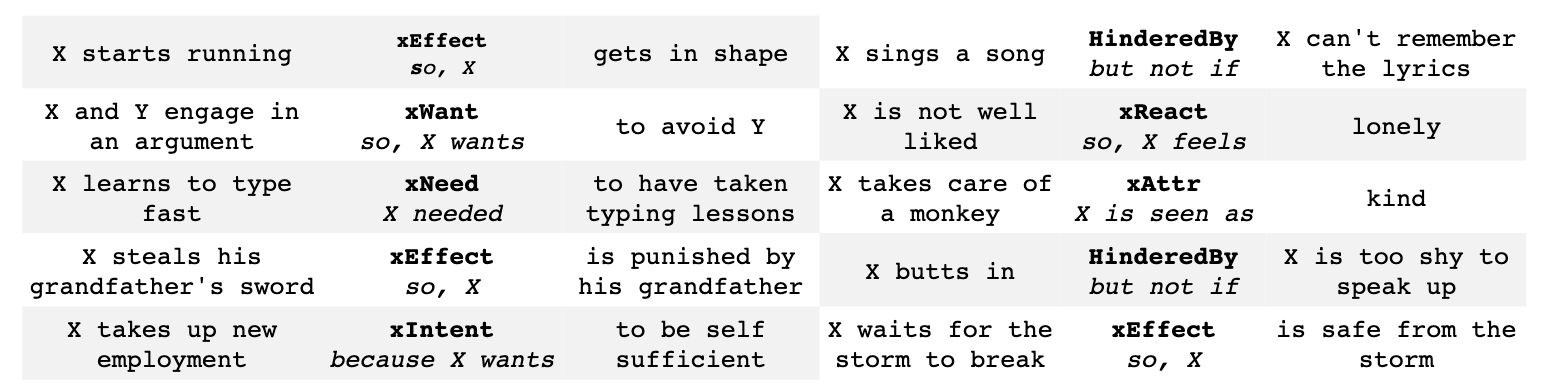 X starts running xEffect so, X gets in shape
X sings a song HinderedBy but not if X can't remember the lyrics
X and Y engage in an argument xWant so, X wants to avoid Y
X is not well liked xReact so, X feels lonely
X learns to type fast xNeed X needed to have taken typing lessons
X takes care of a monkey xAttr X is seen as kind
X steals his grandfather's sword xEffect so, X is punished by his grandfather
X butts in HinderedBy but not if X is too shy to speak up
X takes up new employment xIntent because X wants to be self sufficient
X waits for the storm to break xEffect so, X is safe from the storm